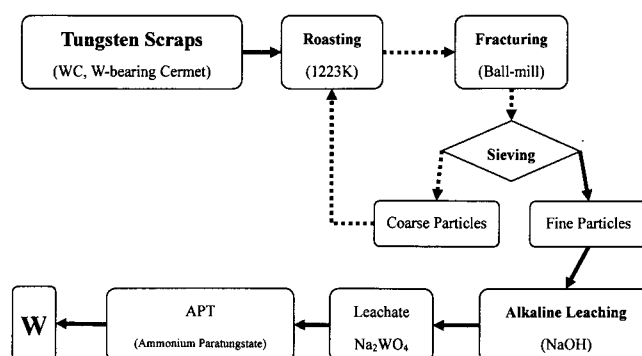 Tungsten Scraps
(WC, W-bearing Cermet)
Roasting
(1223K)
Fracturing
(Ball-mill)
Sieving
Coarse Particles
Fine Particles
W
APT
(Ammonium Paratungstate)
Leachate
Na₂WO₄
Alkaline Leaching
(NaOH)